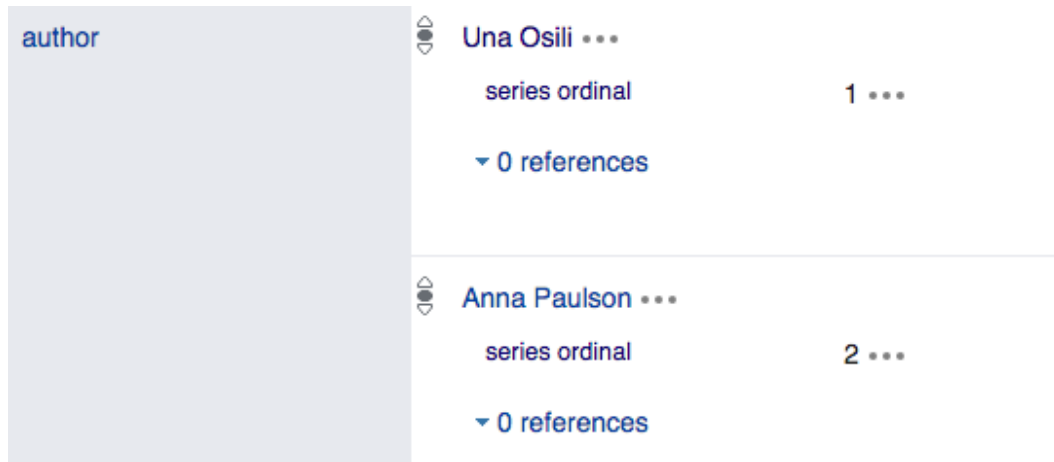 author
Una Osili •••
series ordinal 1 •••
0 references
Anna Paulson •••
series ordinal 2 •••
0 references